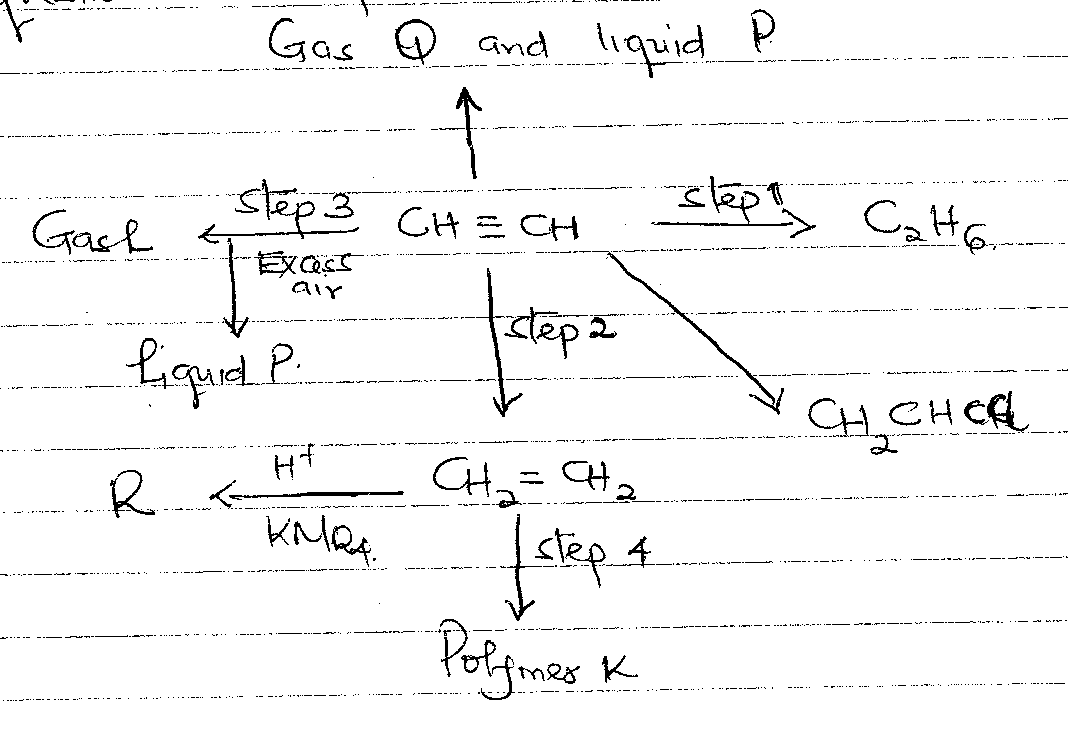 Gas Q and liquid P
Gas L step 3 CH ≡ CH step 1 C₂H₆.
Excess
air
step 2
Liquid P.
CH₂CHCl
R H⁺ CH₂ = CH₂
KMnO₄.
step 4
Polymer K